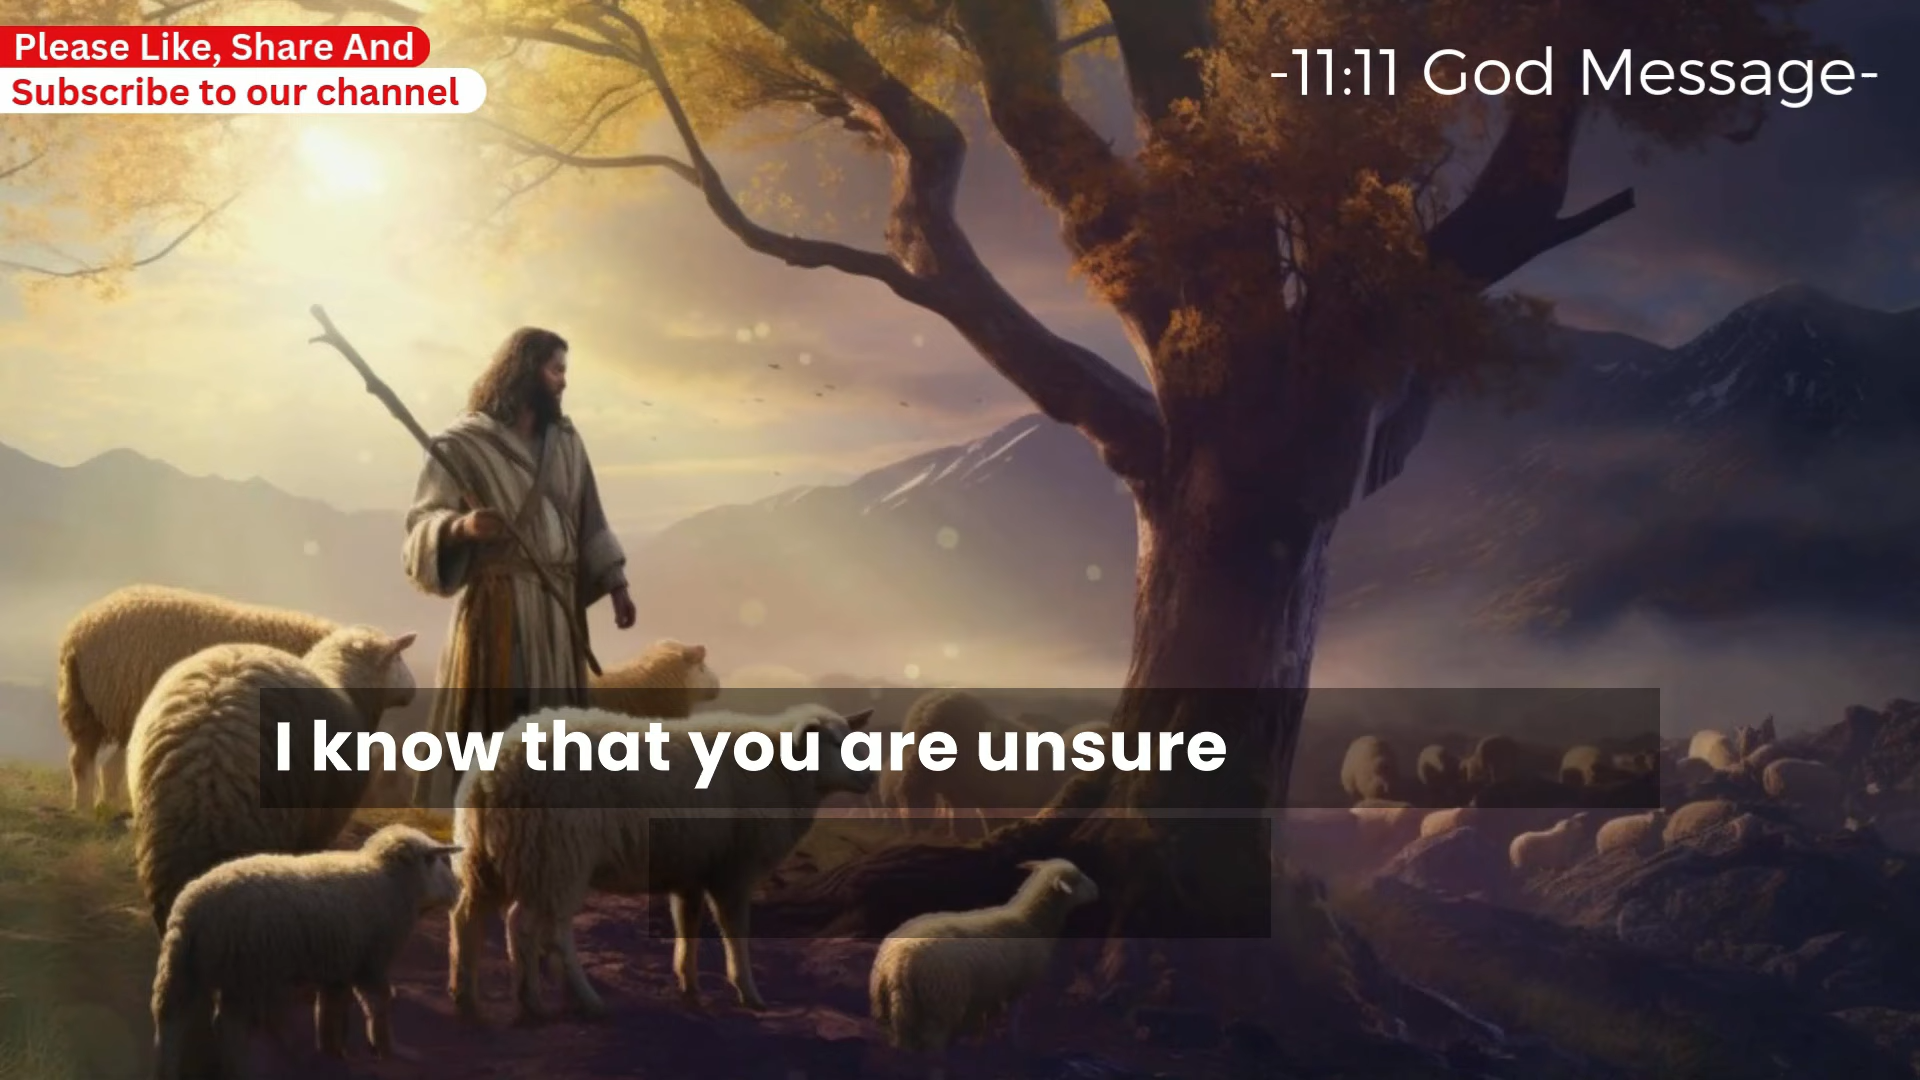 Please Like, Share And
Subscribe to our channel
-11:11 God Message-
I know that you are unsure